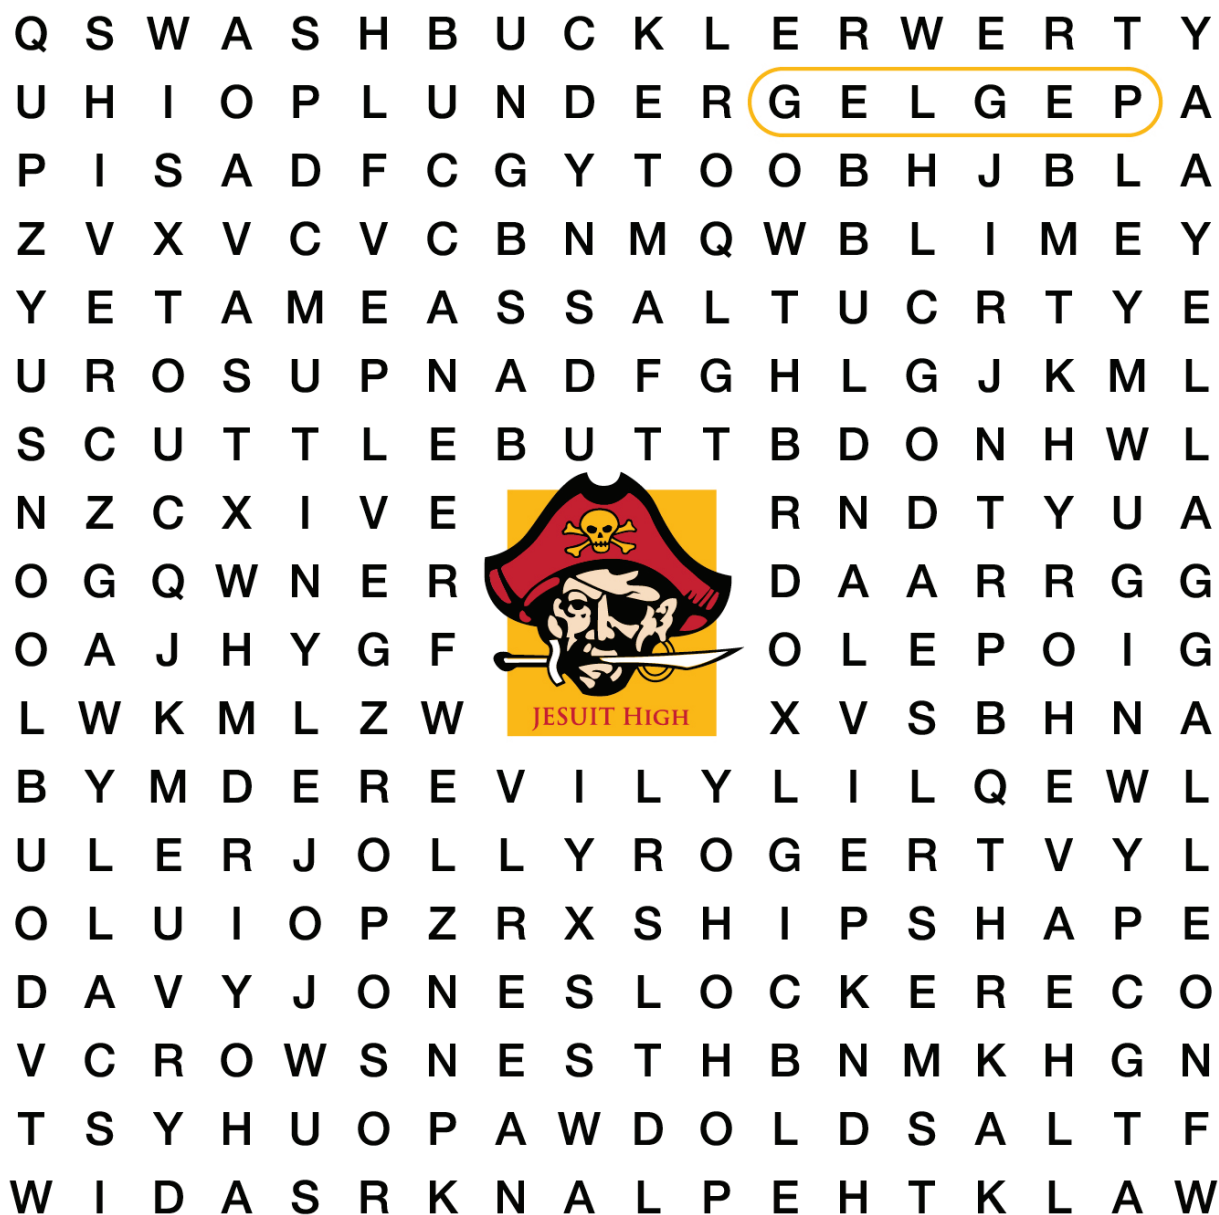 Q S W A S H B U C K L E R W E R T Y
U H I O P L U N D E R G E L G E P A
P I S A D F C G Y T O O B H J B L A
Z V X V C V C B N M Q W B L I M E Y
Y E T A M E A S S A L T U C R T Y E
U R O S U P N A D F G H L G J K M L
S C U T T L E B U T T B D O N H W L
N Z C X I V E R N D T Y U A
O G Q W N E R D A A R R G G
O A J H Y G F O L E P O I G
L W K M L Z W X V S B H N A
JESUIT HIGH
B Y M D E R E V I L Y L I L Q E W L
U L E R J O L L Y R O G E R T V Y L
O L U I O P Z R X S H I P S H A P E
D A V Y J O N E S L O C K E R E C O
V C R O W S N E S T H B N M K H G N
T S Y H U O P A W D O L D S A L T F
W I D A S R K N A L P E H T K L A W